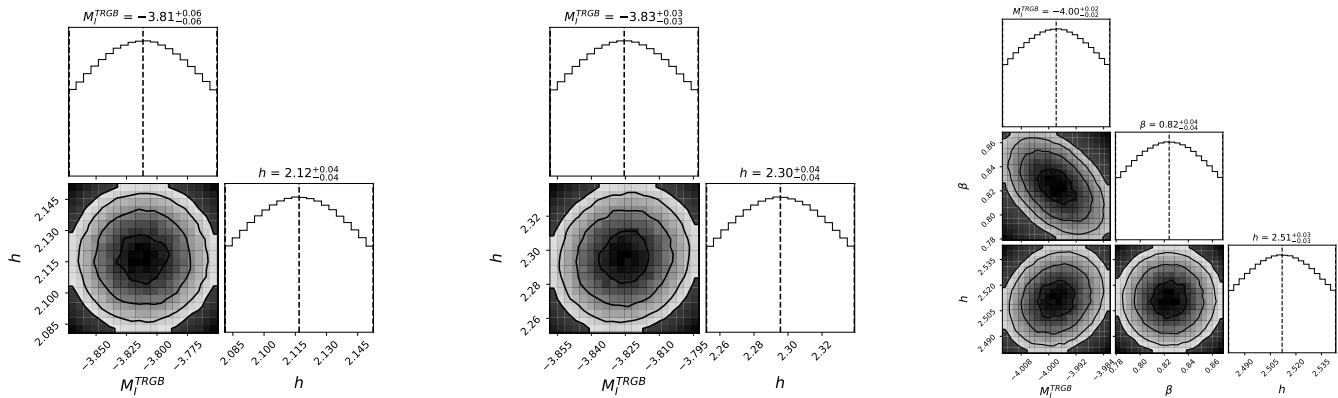 M_I^{TRGB} = −3.81^{+0.06}_{−0.06}
h = 2.12^{+0.04}_{−0.04}
h
2.145
2.130
2.115
2.100
2.085
−3.850
−3.825
−3.800
−3.775
M_I^{TRGB}
2.085
2.100
2.115
2.130
2.145
h
M_I^{TRGB} = −3.83^{+0.03}_{−0.03}
h = 2.30^{+0.04}_{−0.04}
h
2.32
2.30
2.28
2.26
−3.855
−3.840
−3.825
−3.810
−3.795
M_I^{TRGB}
2.26
2.28
2.30
2.32
h
M_I^{TRGB} = −4.00^{+0.02}_{−0.02}
β = 0.82^{+0.04}_{−0.04}
β
0.86
0.84
0.82
0.80
0.78
h = 2.51^{+0.03}_{−0.03}
h
2.535
2.520
2.505
2.490
−4.008
−4.000
−3.992
−3.984
M_I^{TRGB}
0.78
0.80
0.82
0.84
0.86
β
2.490
2.505
2.520
2.535
h